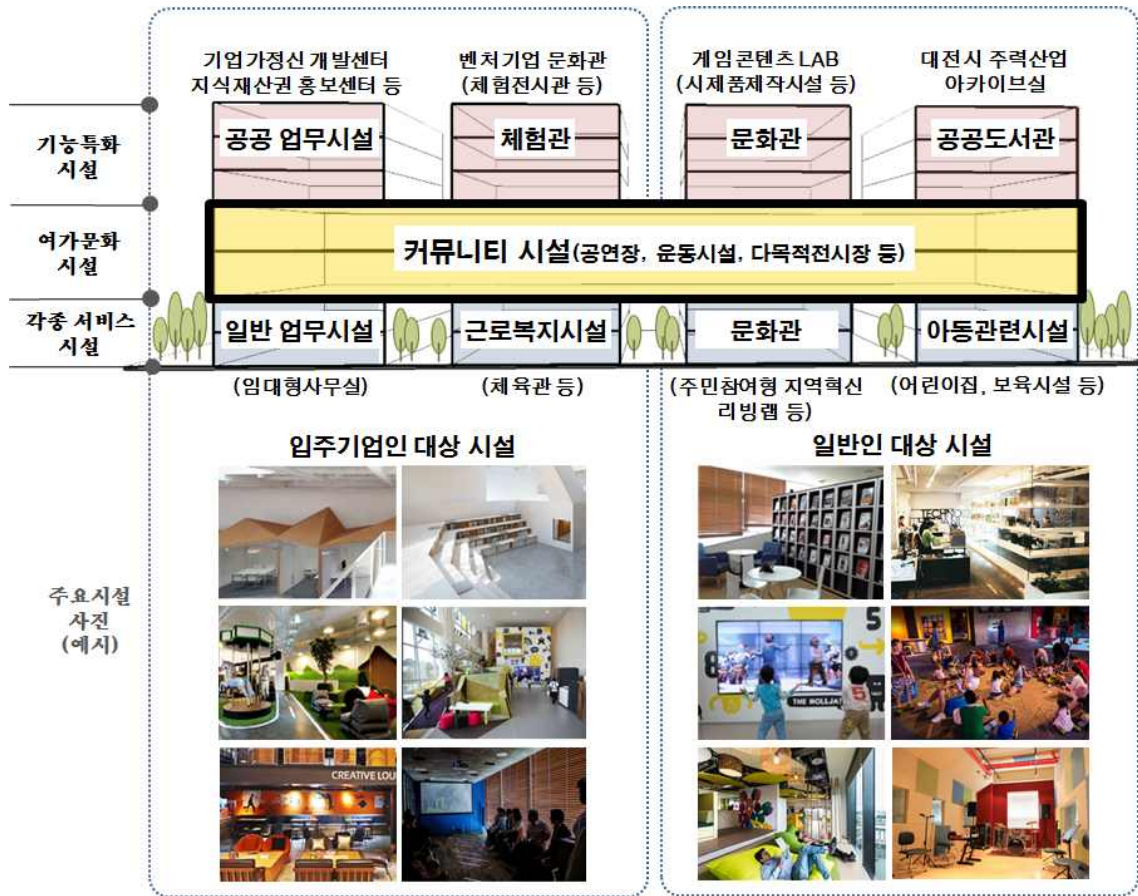 기업가정신 개발센터
지식재산권 홍보센터 등
벤처기업 문화관
(체험전시관 등)
게임콘텐츠 LAB
(시제품제작시설 등)
대전시 주력산업
아카이브실
기능특화
시설
공공 업무시설
체험관
문화관
공공도서관
여가문화
시설
커뮤니티 시설(공연장, 운동시설, 다목적전시장 등)
각종 서비스
시설
일반 업무시설
근로복지시설
문화관
아동관련시설
(임대형사무실)
(체육관 등)
(주민참여형 지역혁신
리빙랩 등)
(어린이집, 보육시설 등)
입주기업인 대상 시설
일반인 대상 시설
주요시설
사진
(예시)
TECHNO
5
8
5
THE NOLLJA
CREATIVE LOU